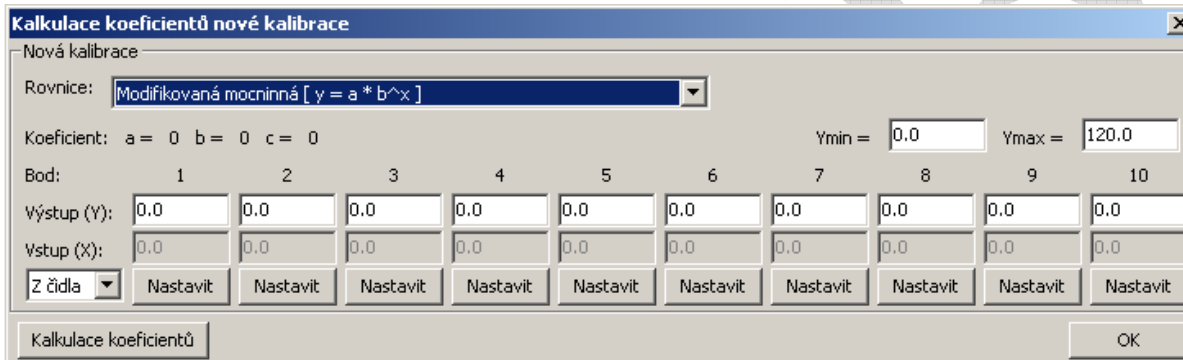 Kalkulace koeficientů nové kalibrace
Nová kalibrace
Rovnice: Modifikovaná mocninná [ y = a * b^x ]
Koeficient: a = 0 b = 0 c = 0 Ymin = 0.0 Ymax = 120.0
Bod: 1 2 3 4 5 6 7 8 9 10
Výstup (Y): 0.0 0.0 0.0 0.0 0.0 0.0 0.0 0.0 0.0 0.0
Vstup (X): 0.0 0.0 0.0 0.0 0.0 0.0 0.0 0.0 0.0 0.0
Z čidla Nastavit Nastavit Nastavit Nastavit Nastavit Nastavit Nastavit Nastavit Nastavit Nastavit
Kalkulace koeficientů OK